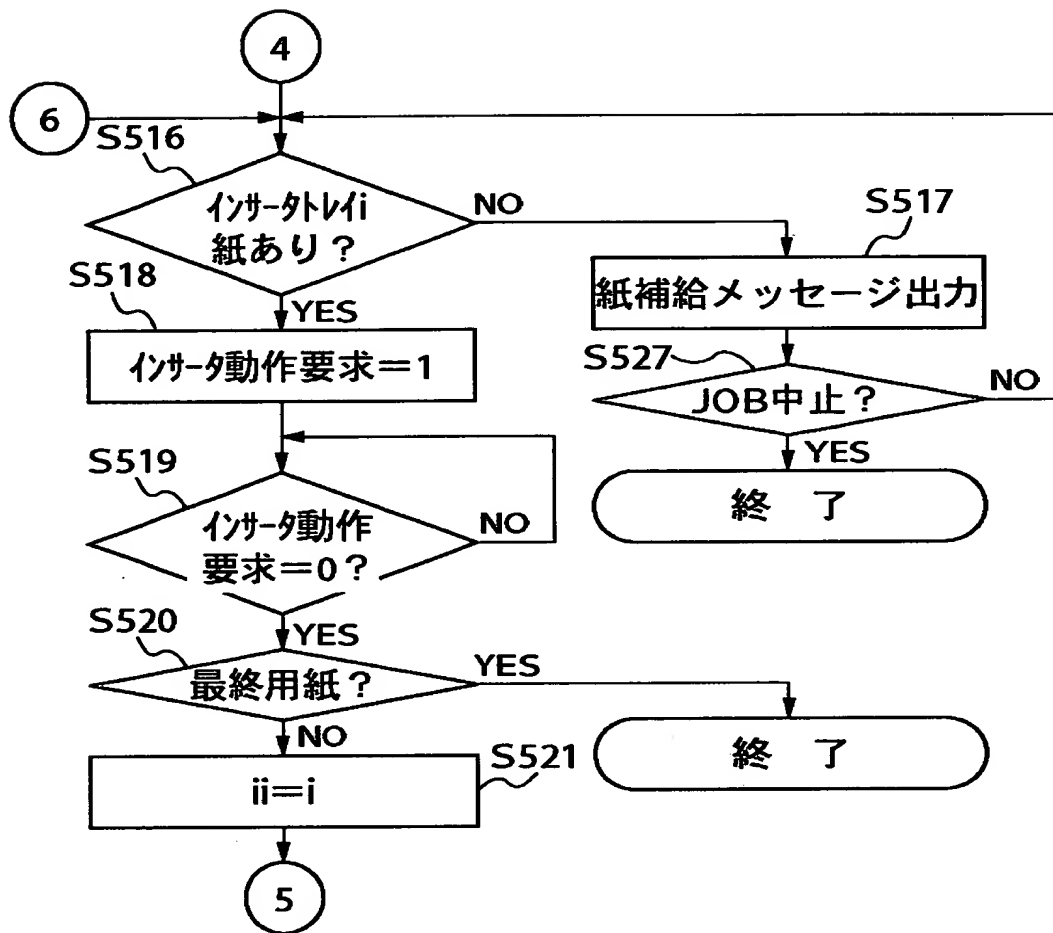 4
6
S516
インサータトレイi
紙あり？
NO
S517
紙補給メッセージ出力
S518
YES
インサータ動作要求＝1
S527
JOB中止？
NO
YES
終 了
S519
インサータ動作
要求＝0？
NO
S520
YES
最終用紙？
YES
NO
終 了
S521
ii＝i
5